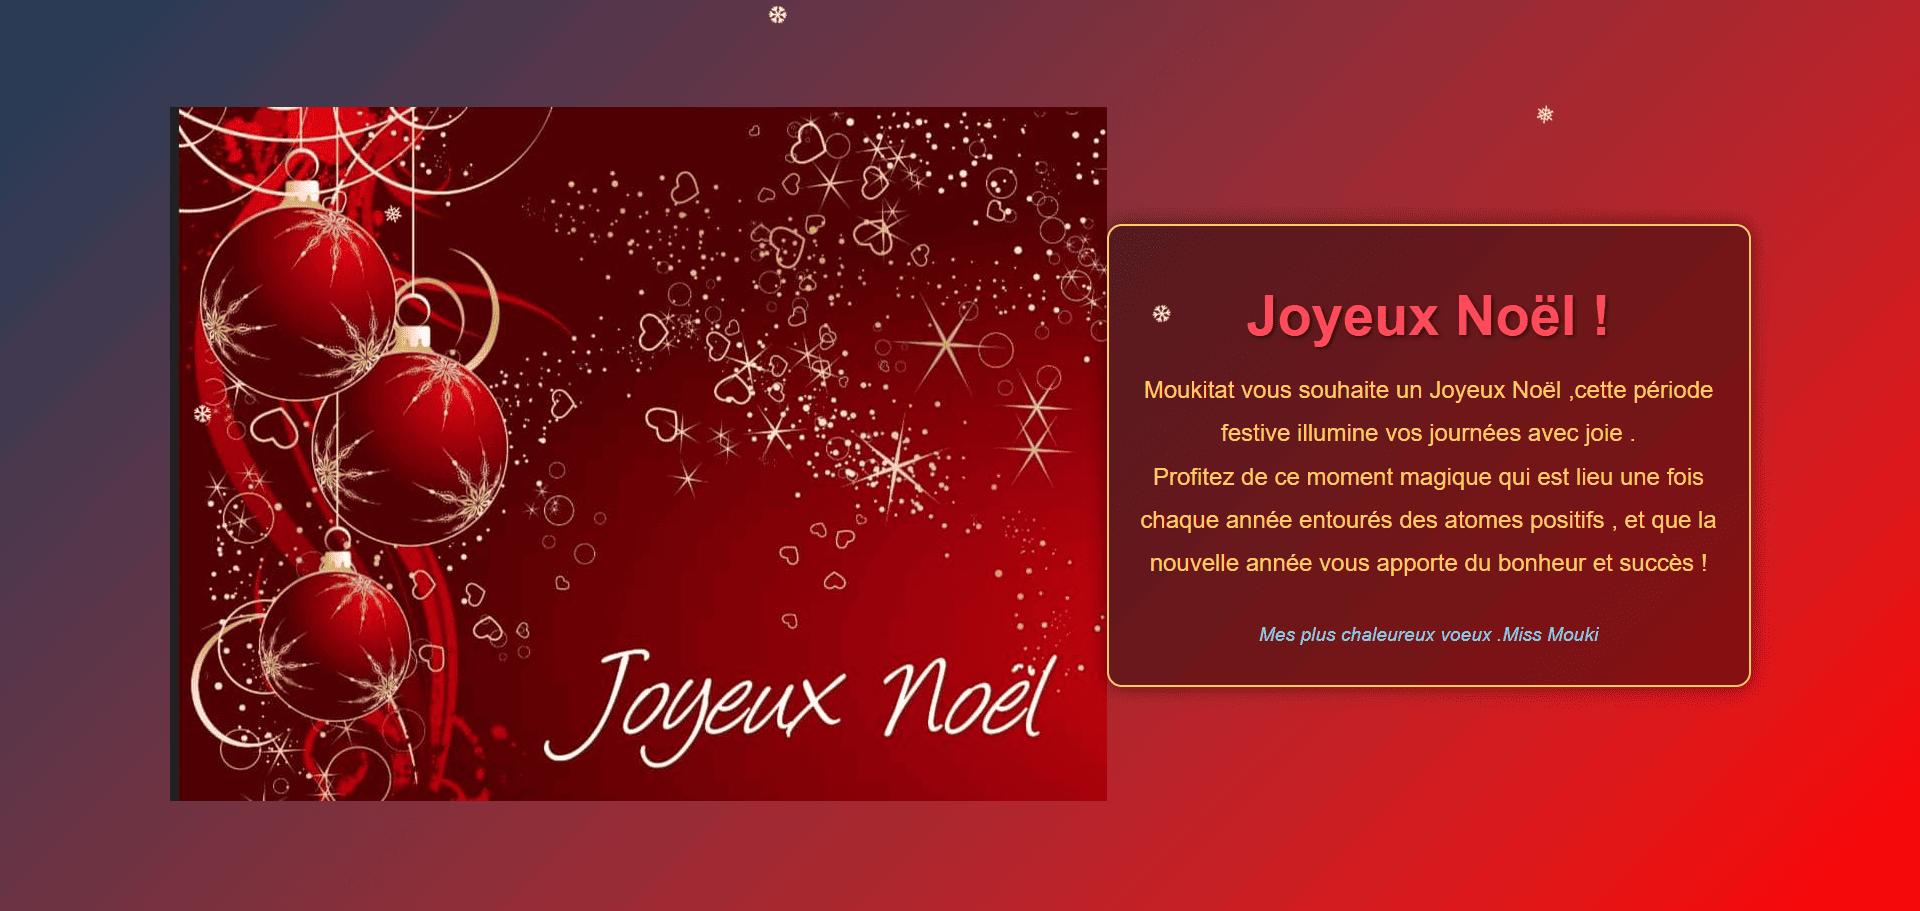 Joyeux Noël
Joyeux Noël !
Moukitat vous souhaite un Joyeux Noël ,cette période
festive illumine vos journées avec joie .
Profitez de ce moment magique qui est lieu une fois
chaque année entourés des atomes positifs , et que la
nouvelle année vous apporte du bonheur et succès !
Mes plus chaleureux voeux .Miss Mouki